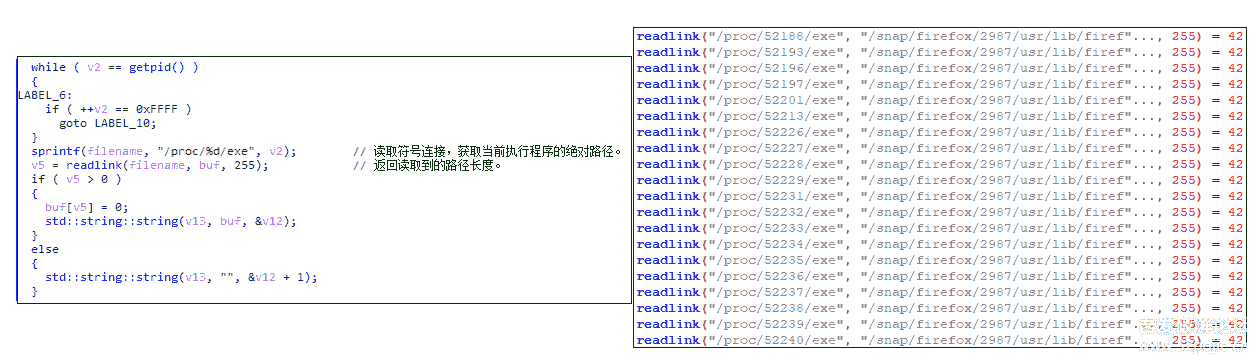 while ( v2 == getpid() )
{
LABEL_6:
if ( ++v2 == 0xFFFF )
goto LABEL_10;
}
sprintf(filename, "/proc/%d/exe", v2); // 读取符号连接，获取当前执行程序的绝对路径。
v5 = readlink(filename, buf, 255); // 返回读取到的路径长度。
if ( v5 > 0 )
{
buf[v5] = 0;
std::string::string(v13, buf, &v12);
}
else
{
std::string::string(v13, "", &v12 + 1);
}
readlink("/proc/52188/exe", "/snap/firefox/2987/usr/lib/firef"..., 255) = 42
readlink("/proc/52193/exe", "/snap/firefox/2987/usr/lib/firef"..., 255) = 42
readlink("/proc/52196/exe", "/snap/firefox/2987/usr/lib/firef"..., 255) = 42
readlink("/proc/52197/exe", "/snap/firefox/2987/usr/lib/firef"..., 255) = 42
readlink("/proc/52201/exe", "/snap/firefox/2987/usr/lib/firef"..., 255) = 42
readlink("/proc/52213/exe", "/snap/firefox/2987/usr/lib/firef"..., 255) = 42
readlink("/proc/52226/exe", "/snap/firefox/2987/usr/lib/firef"..., 255) = 42
readlink("/proc/52227/exe", "/snap/firefox/2987/usr/lib/firef"..., 255) = 42
readlink("/proc/52228/exe", "/snap/firefox/2987/usr/lib/firef"..., 255) = 42
readlink("/proc/52229/exe", "/snap/firefox/2987/usr/lib/firef"..., 255) = 42
readlink("/proc/52231/exe", "/snap/firefox/2987/usr/lib/firef"..., 255) = 42
readlink("/proc/52232/exe", "/snap/firefox/2987/usr/lib/firef"..., 255) = 42
readlink("/proc/52233/exe", "/snap/firefox/2987/usr/lib/firef"..., 255) = 42
readlink("/proc/52234/exe", "/snap/firefox/2987/usr/lib/firef"..., 255) = 42
readlink("/proc/52235/exe", "/snap/firefox/2987/usr/lib/firef"..., 255) = 42
readlink("/proc/52236/exe", "/snap/firefox/2987/usr/lib/firef"..., 255) = 42
readlink("/proc/52237/exe", "/snap/firefox/2987/usr/lib/firef"..., 255) = 42
readlink("/proc/52238/exe", "/snap/firefox/2987/usr/lib/firef"..., 255) = 42
readlink("/proc/52239/exe", "/snap/firefox/2987/usr/lib/firef"..., 255) = 42
readlink("/proc/52240/exe", "/snap/firefox/2987/usr/lib/firef"..., 255) = 42